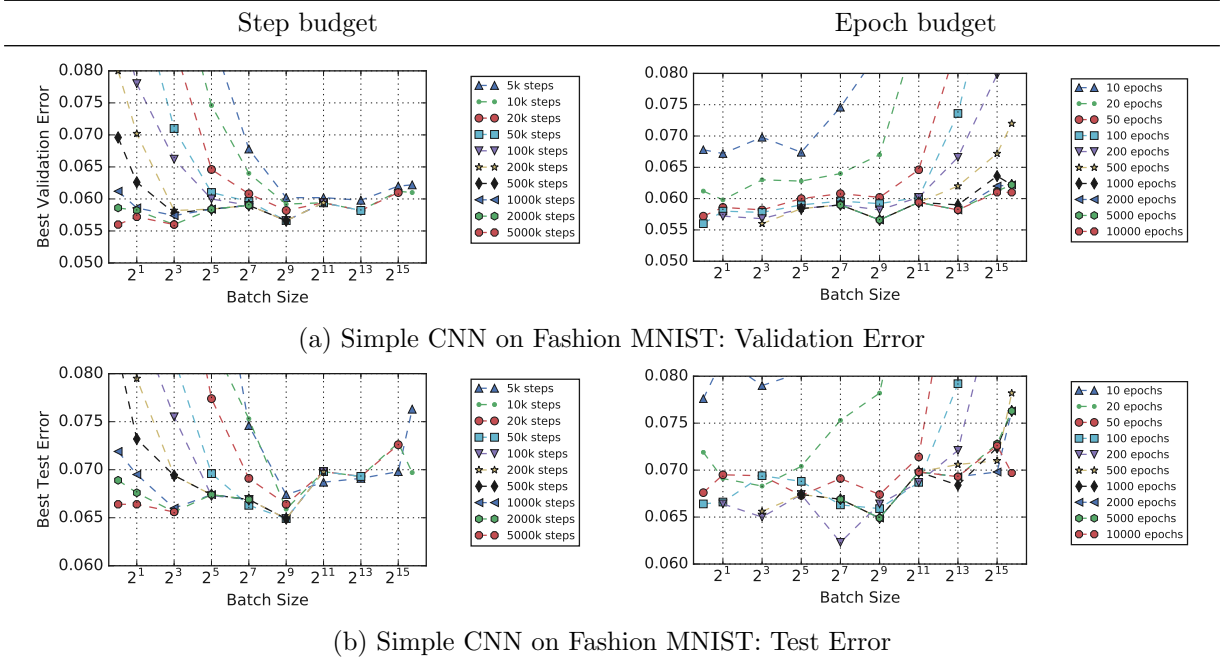 Step budget
Epoch budget
0.080
0.075
0.070
0.065
0.060
0.055
0.050
Best Validation Error
2^1 2^3 2^5 2^7 2^9 2^11 2^13 2^15
Batch Size
5k steps
10k steps
20k steps
50k steps
100k steps
200k steps
500k steps
1000k steps
2000k steps
5000k steps
0.080
0.075
0.070
0.065
0.060
0.055
0.050
2^1 2^3 2^5 2^7 2^9 2^11 2^13 2^15
Batch Size
10 epochs
20 epochs
50 epochs
100 epochs
200 epochs
500 epochs
1000 epochs
2000 epochs
5000 epochs
10000 epochs
(a) Simple CNN on Fashion MNIST: Validation Error
0.080
0.075
0.070
0.065
0.060
Best Test Error
2^1 2^3 2^5 2^7 2^9 2^11 2^13 2^15
Batch Size
5k steps
10k steps
20k steps
50k steps
100k steps
200k steps
500k steps
1000k steps
2000k steps
5000k steps
0.080
0.075
0.070
0.065
0.060
2^1 2^3 2^5 2^7 2^9 2^11 2^13 2^15
Batch Size
10 epochs
20 epochs
50 epochs
100 epochs
200 epochs
500 epochs
1000 epochs
2000 epochs
5000 epochs
10000 epochs
(b) Simple CNN on Fashion MNIST: Test Error